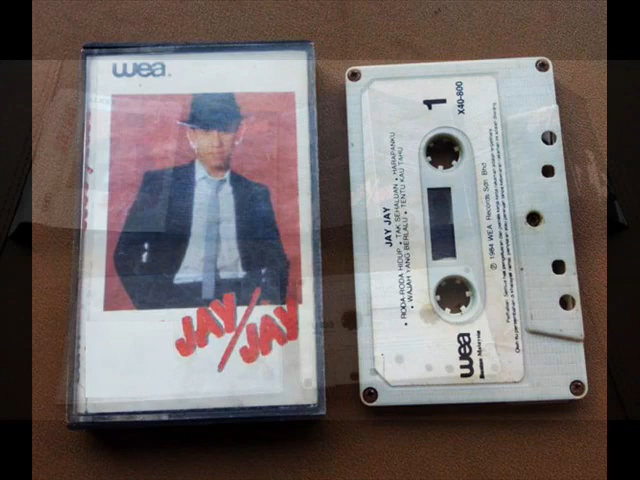 wea.
JAY/
JAY
1
X40-800
JAY JAY
• RODA-RODA HIDUP • TAK SEHALUAN • HARAPANKU
• WAJAH YANG BERLALU • TENTU KAU TAHU
℗ 1984 WEA Records Sdn Bhd
wea